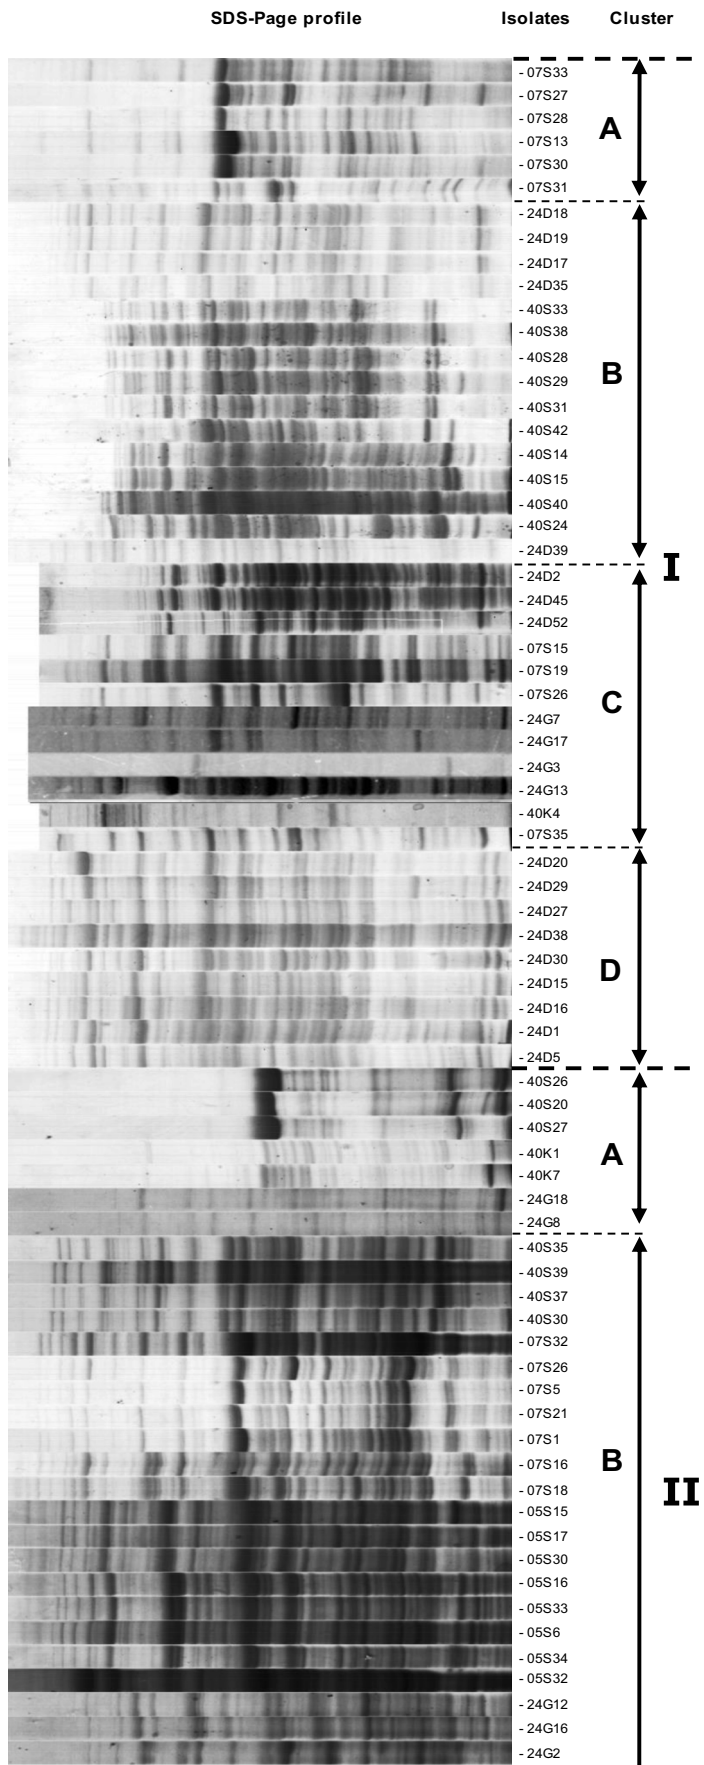 SDS-Page profile Isolates Cluster
- 07S33
- 07S27
- 07S28
A
- 07S13
- 07S30
- 07S31
- 24D18
- 24D19
- 24D17
- 24D35
- 40S33
- 40S38
- 40S28
B
- 40S29
- 40S31
- 40S42
- 40S14
- 40S15
- 40S40
- 40S24
- 24D39
I
- 24D2
- 24D45
- 24D52
- 07S15
- 07S19
- 07S26
C
- 24G7
- 24G17
- 24G3
- 24G13
- 40K4
- 07S35
- 24D20
- 24D29
- 24D27
- 24D38
- 24D30
D
- 24D15
- 24D16
- 24D1
- 24D5
- 40S26
- 40S20
- 40S27
- 40K1
A
- 40K7
- 24G18
- 24G8
- 40S35
- 40S39
- 40S37
- 40S30
- 07S32
- 07S26
- 07S5
- 07S21
- 07S1
B
- 07S16
- 07S18
II
- 05S15
- 05S17
- 05S30
- 05S16
- 05S33
- 05S6
- 05S34
- 05S32
- 24G12
- 24G16
- 24G2